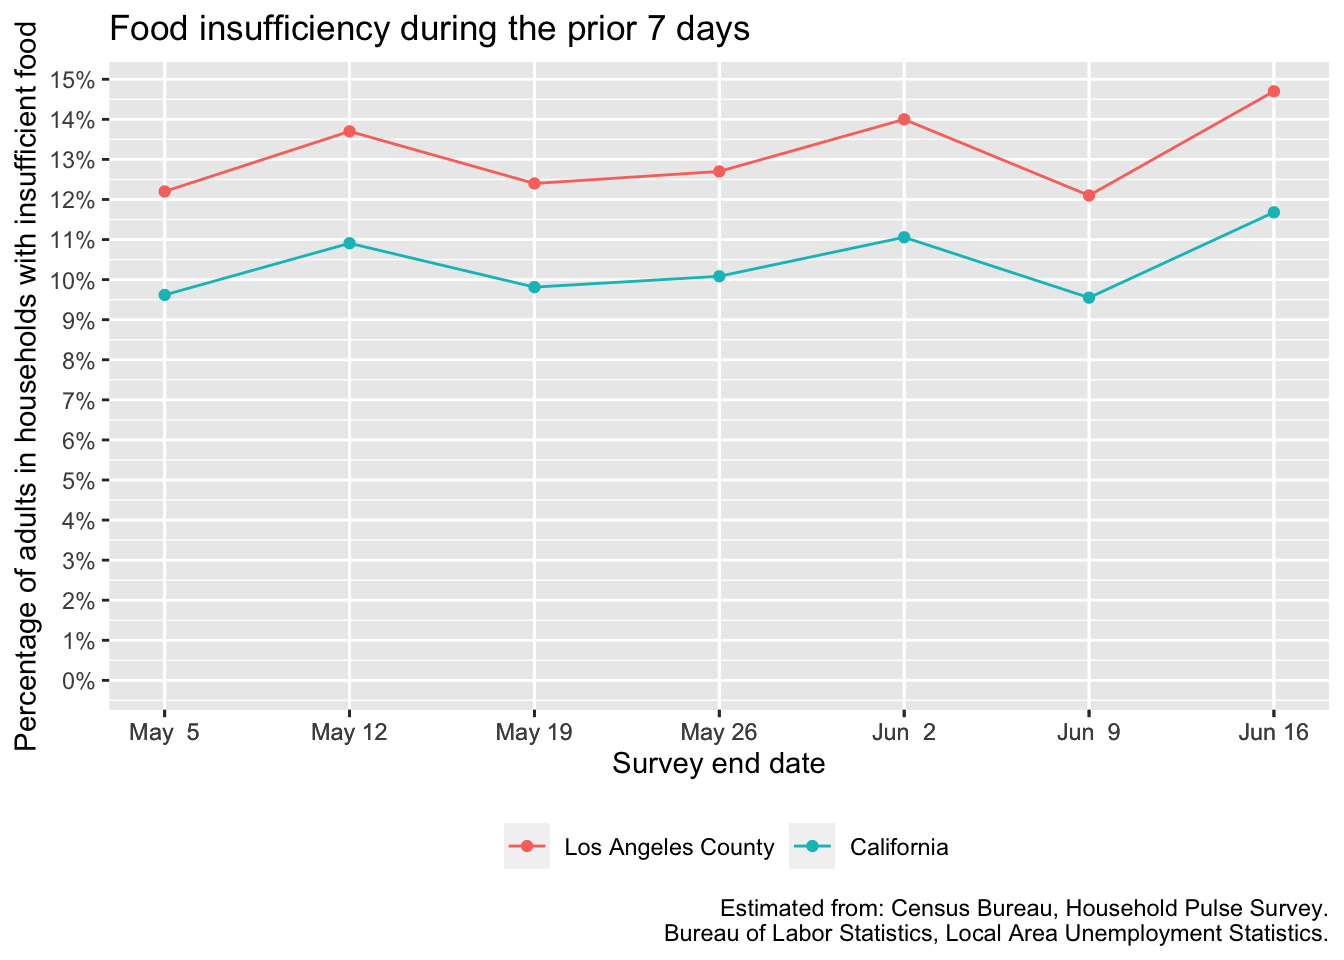 Food insufficiency during the prior 7 days
Percentage of adults in households with insufficient food
15%
14%
13%
12%
11%
10%
9%
8%
7%
6%
5%
4%
3%
2%
1%
0%
May  5 May 12 May 19 May 26 Jun  2 Jun  9 Jun 16
Survey end date
Los Angeles County California
Estimated from: Census Bureau, Household Pulse Survey.
Bureau of Labor Statistics, Local Area Unemployment Statistics.